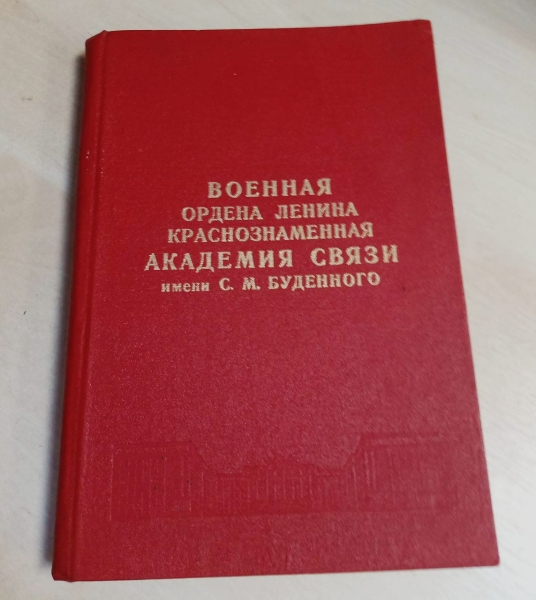 ВОЕННАЯ
ОРДЕНА ЛЕНИНА
КРАСНОЗНАМЕННАЯ
АКАДЕМИЯ СВЯЗИ
имени С. М. БУДЕННОГО